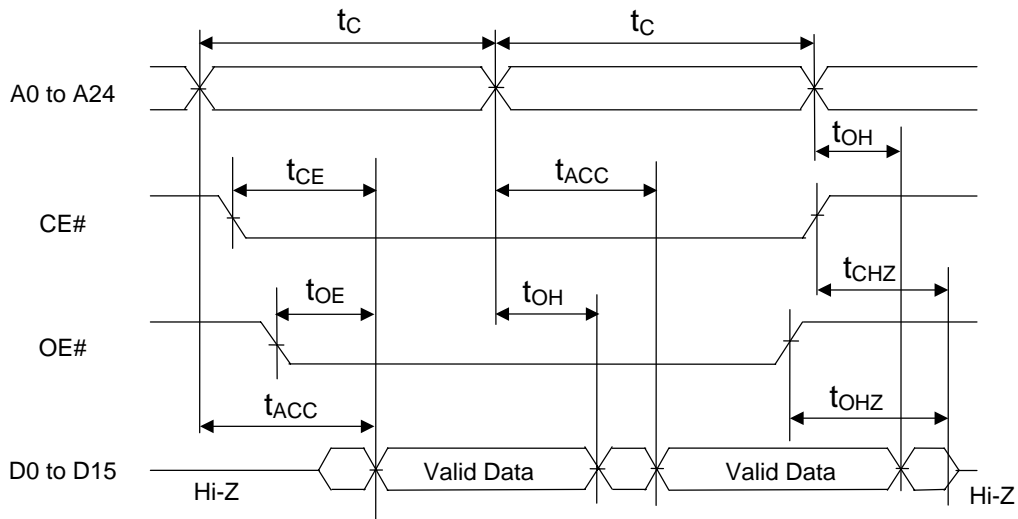 tC tC
A0 to A24
tOH
tCE tACC
CE#
tCHZ
tOE tOH
OE#
tACC tOHZ
D0 to D15 Valid Data Valid Data
Hi-Z Hi-Z